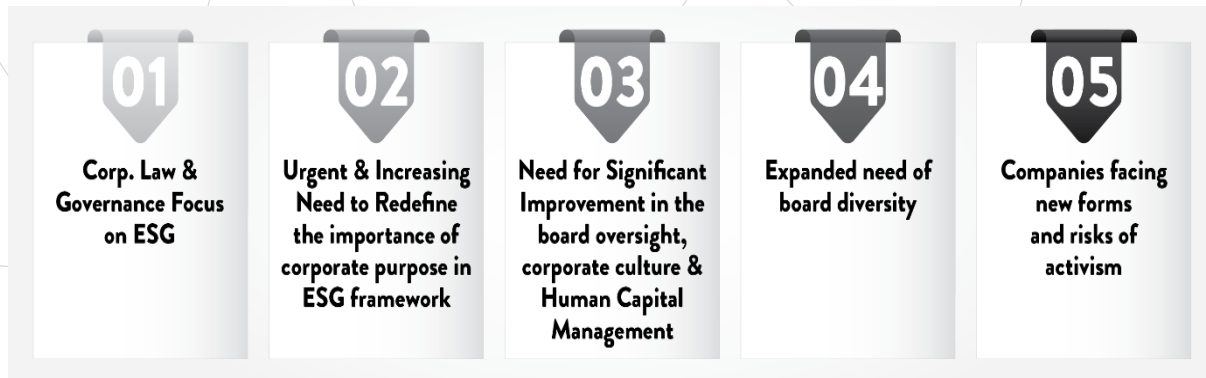 01
Corp. Law &
Governance Focus
on ESG
02
Urgent & Increasing
Need to Redefine
the importance of
corporate purpose in
ESG framework
03
Need for Significant
Improvement in the
board oversight,
corporate culture &
Human Capital
Management
04
Expanded need of
board diversity
05
Companies facing
new forms
and risks of
activism